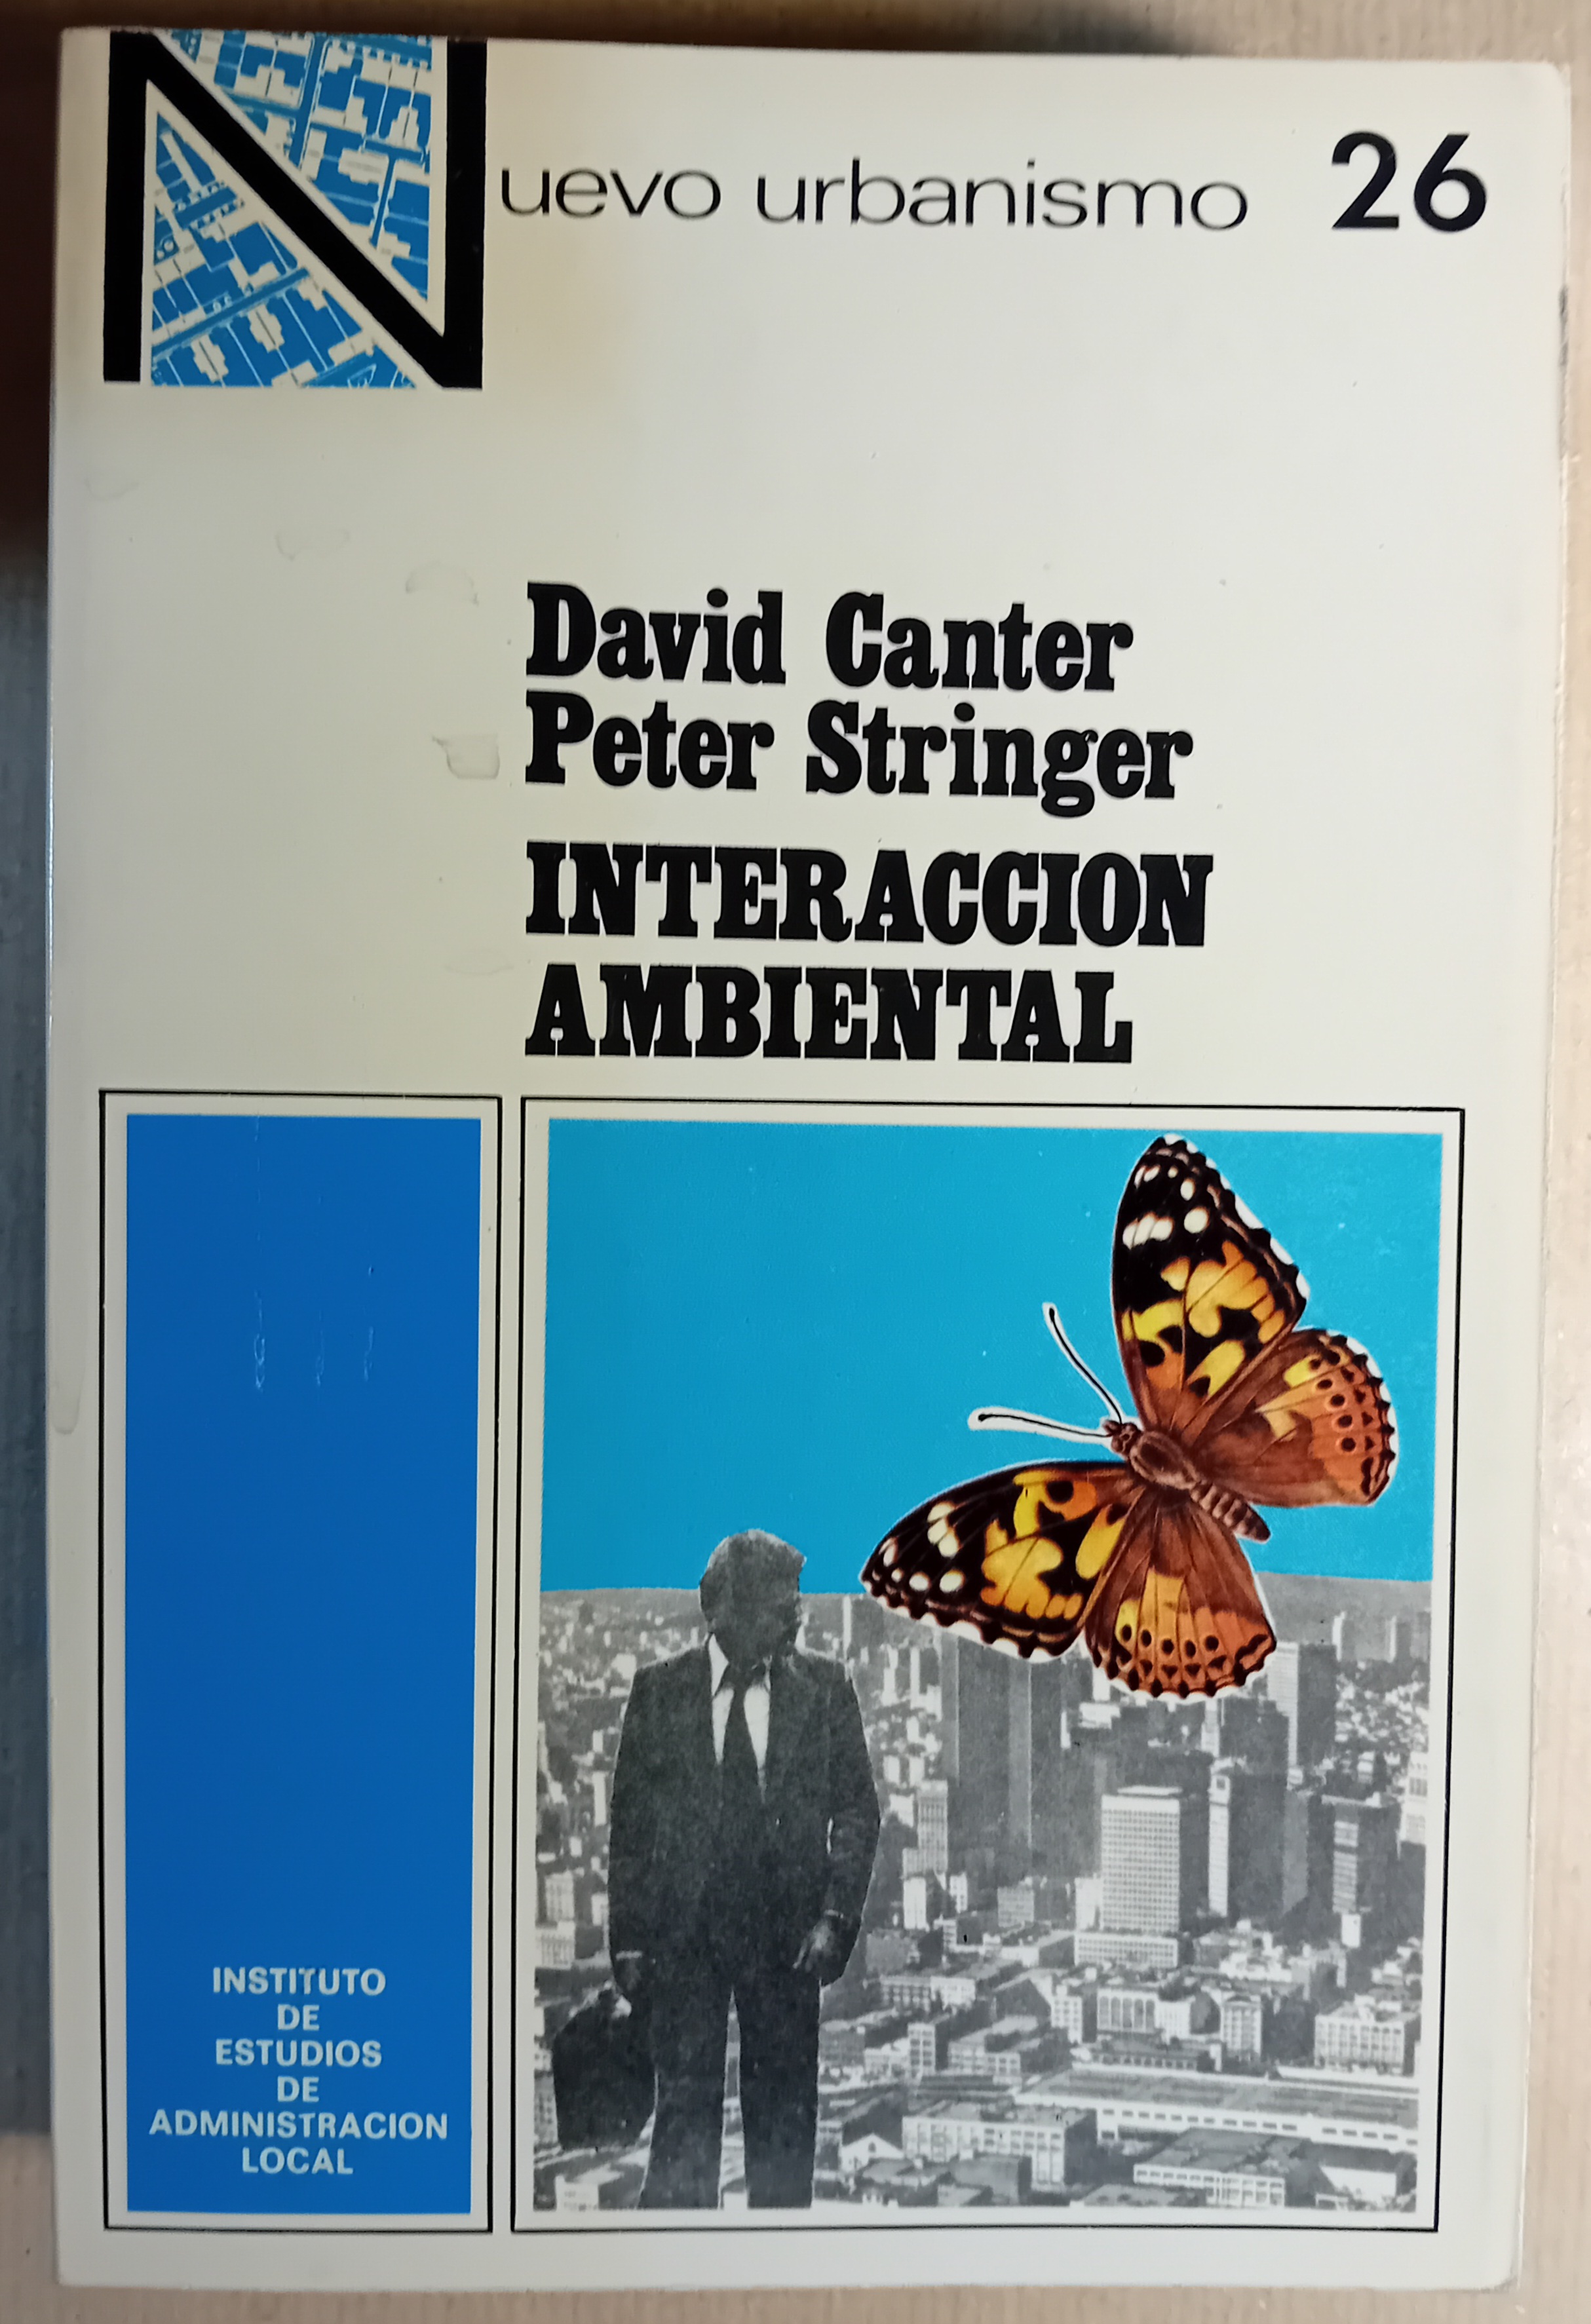 Nuevo urbanismo 26
David Canter
Peter Stringer
INTERACCION
AMBIENTAL
INSTITUTO
DE
ESTUDIOS
DE
ADMINISTRACION
LOCAL